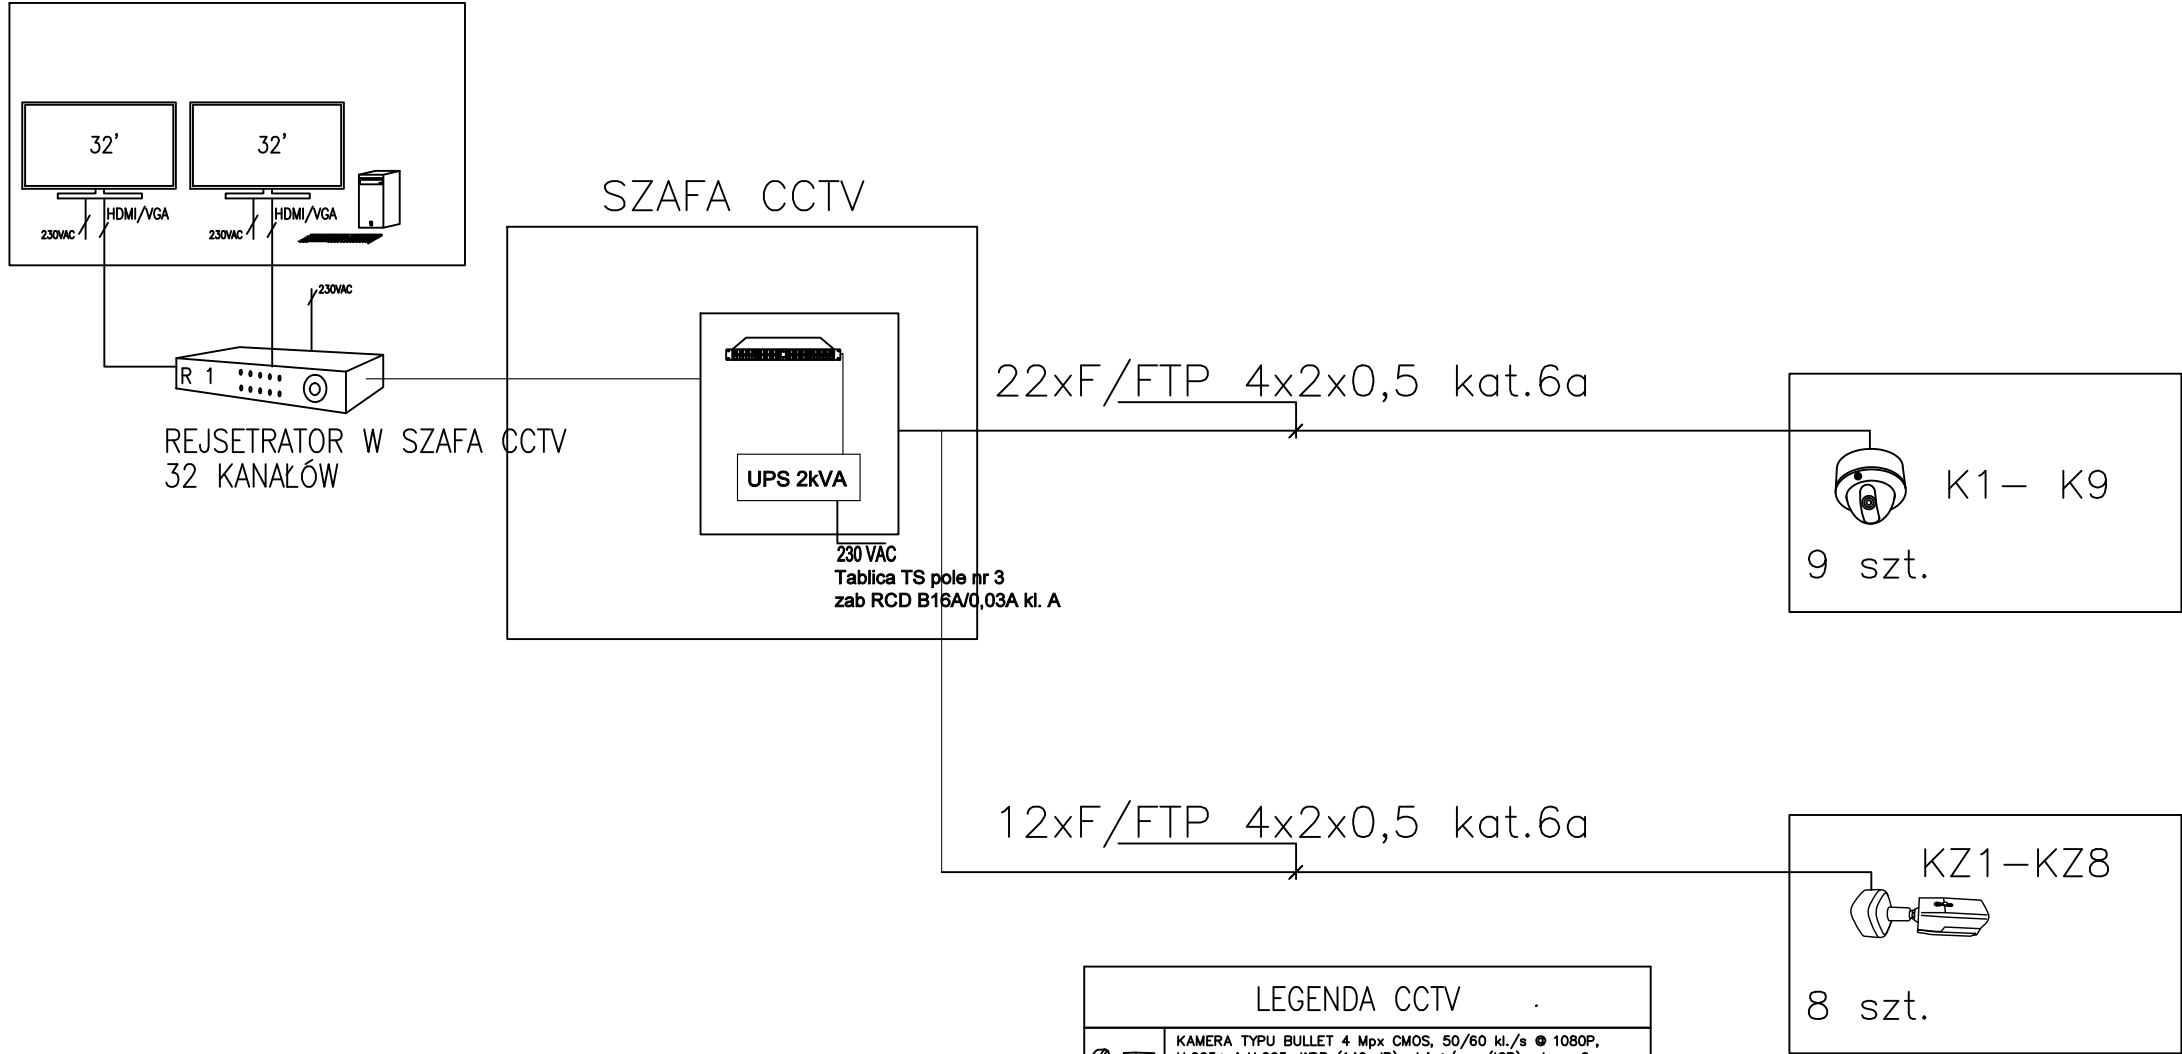 32'
32'
HDMI/VGA
HDMI/VGA
230VAC
230VAC
230VAC
R 1
REJSETRATOR W SZAFA CCTV
32 KANAŁÓW
SZAFA CCTV
UPS 2kVA
230 VAC
Tablica TS pole nr 3
zab RCD B16A/0,03A kl. A
22xF/FTP 4x2x0,5 kat.6a
K1- K9
9 szt.
12xF/FTP 4x2x0,5 kat.6a
KZ1-KZ8
8 szt.
LEGENDA CCTV .
KAMERA TYPU BULLET 4 Mpx CMOS, 50/60 kl./s @ 1080P,